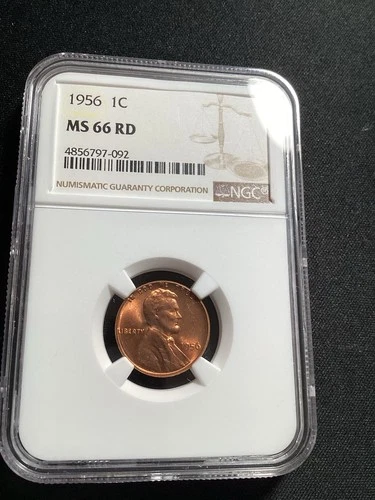 1956 1C
MS 66 RD
4856797-092
NUMISMATIC GUARANTY CORPORATION
NGC
LIBERTY
1956